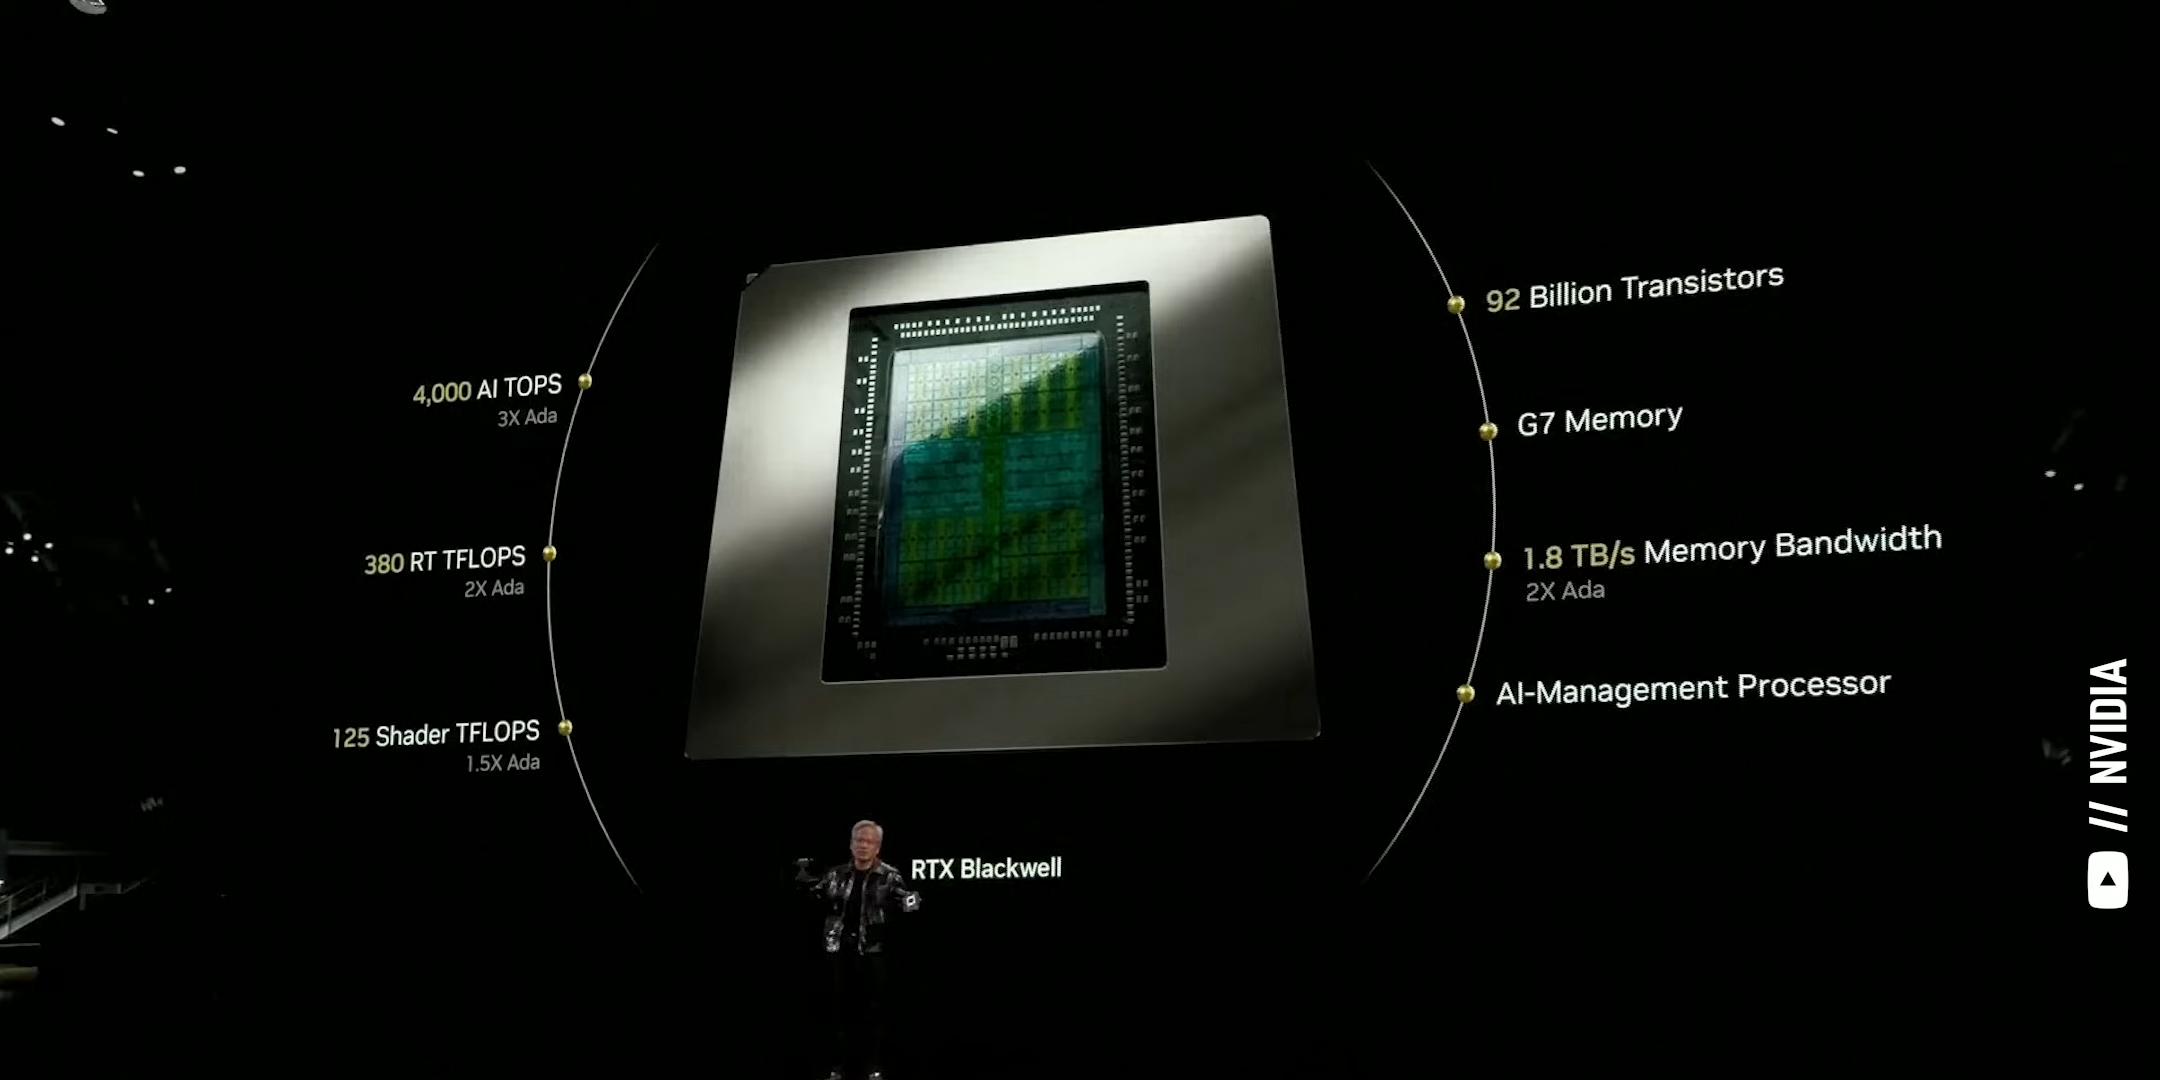 4,000 AI TOPS
3X Ada
380 RT TFLOPS
2X Ada
125 Shader TFLOPS
1.5X Ada
92 Billion Transistors
G7 Memory
1.8 TB/s Memory Bandwidth
2X Ada
AI-Management Processor
RTX Blackwell
// NVIDIA